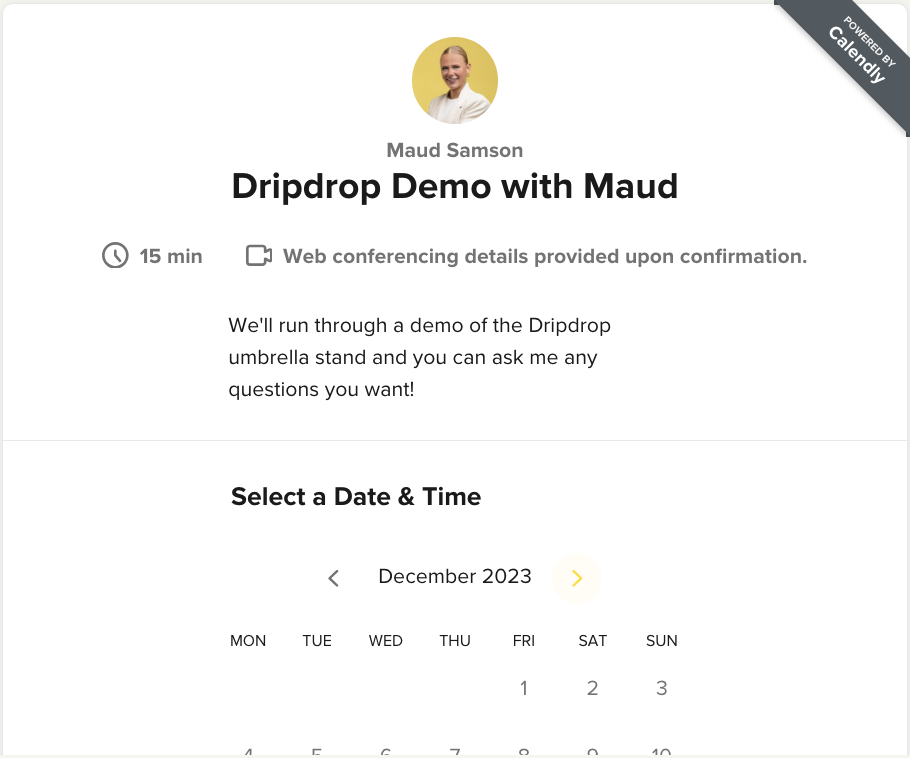 POWERED BY
Calendly
Maud Samson
Dripdrop Demo with Maud
15 min
Web conferencing details provided upon confirmation.
We'll run through a demo of the Dripdrop
umbrella stand and you can ask me any
questions you want!
Select a Date & Time
December 2023
MON TUE WED THU FRI SAT SUN
1 2 3
4 5 6 7 8 9 10